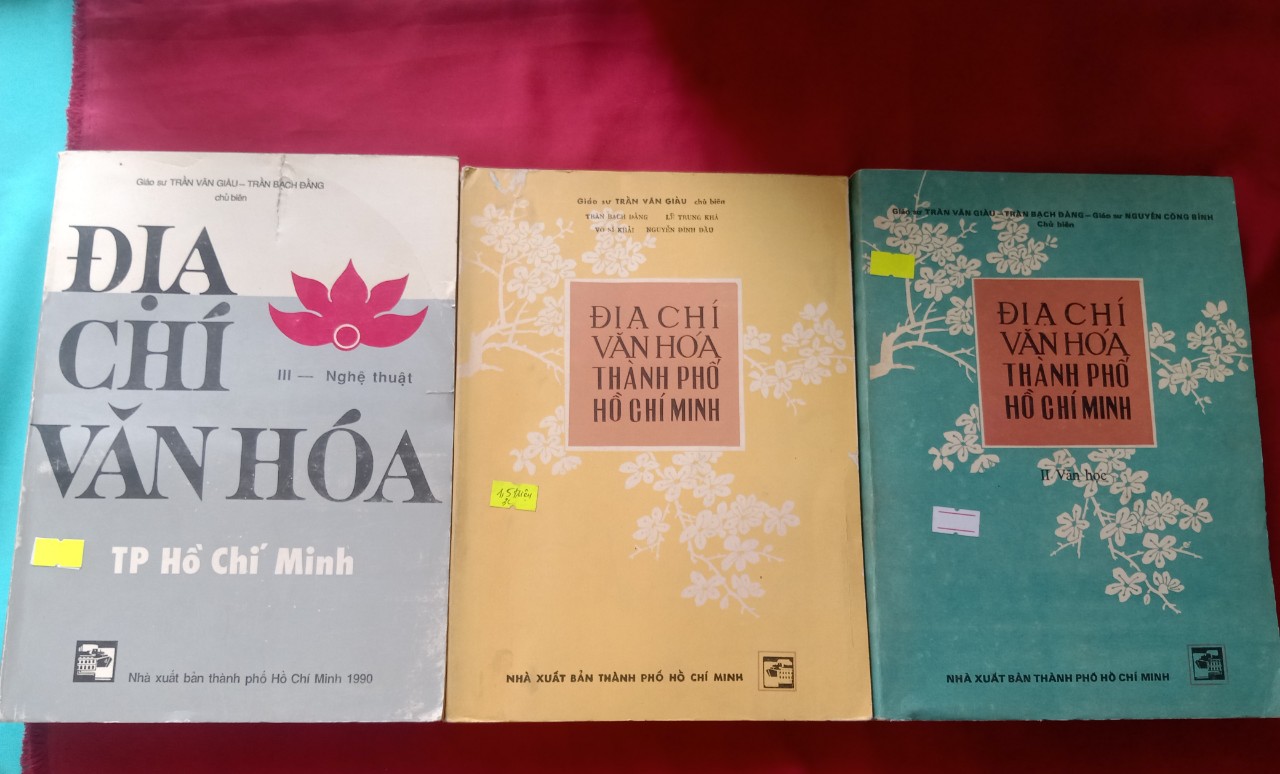 Giáo sư TRẦN VĂN GIÀU – TRẦN BẠCH ĐẰNG
chủ biên
ĐỊA
CHÍ
III — Nghệ thuật
VĂN HÓA
TP Hồ Chí Minh
Nhà xuất bản thành phố Hồ Chí Minh 1990
Giáo sư TRẦN VĂN GIÀU chủ biên
TRẦN BẠCH ĐẰNG LÊ TRUNG KHÁ
VÕ SĨ KHẢI NGUYỄN ĐÌNH ĐẦU
ĐỊA CHÍ
VĂN HÓA
THÀNH PHỐ
HỒ CHÍ MINH
1,5 triệu
NHÀ XUẤT BẢN THÀNH PHỐ HỒ CHÍ MINH
Giáo sư TRẦN VĂN GIÀU – TRẦN BẠCH ĐẰNG – Giáo sư NGUYỄN CÔNG BÌNH
Chủ biên
ĐỊA CHÍ
VĂN HÓA
THÀNH PHỐ
HỒ CHÍ MINH
II. Văn học
NHÀ XUẤT BẢN THÀNH PHỐ HỒ CHÍ MINH